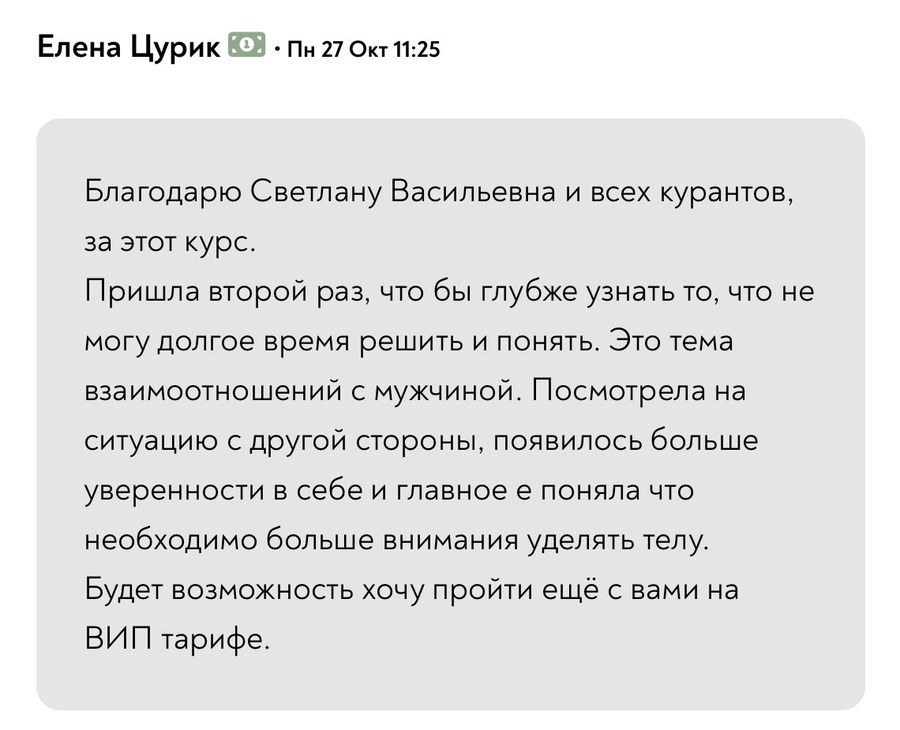 Елена Цурик 1 • Пн 27 Окт 11:25
Благодарю Светлану Васильевна и всех курантов,
за этот курс.
Пришла второй раз, что бы глубже узнать то, что не
могу долгое время решить и понять. Это тема
взаимоотношений с мужчиной. Посмотрела на
ситуацию с другой стороны, появилось больше
уверенности в себе и главное е поняла что
необходимо больше внимания уделять телу.
Будет возможность хочу пройти ещё с вами на
ВИП тарифе.